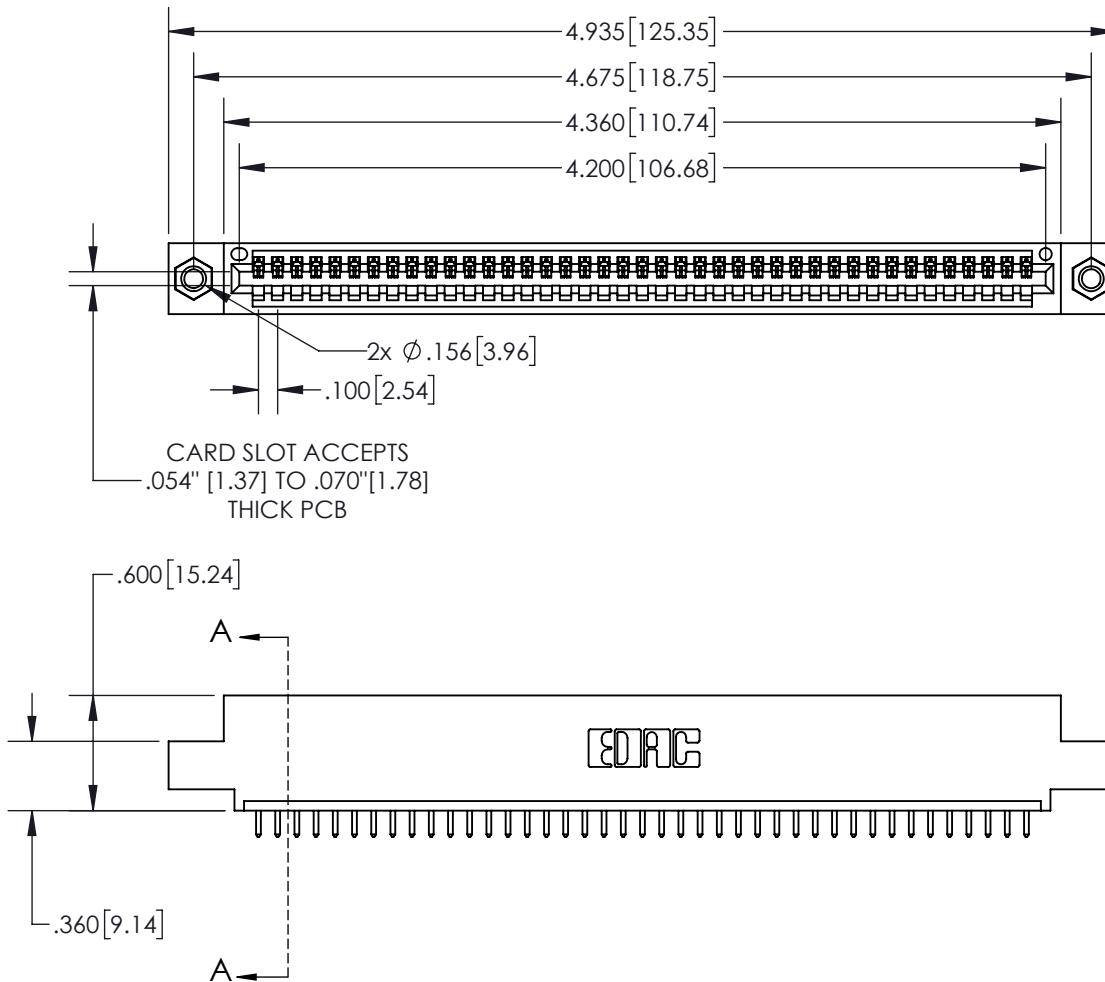 4.935[125.35]
4.675[118.75]
4.360[110.74]
4.200[106.68]
2x Ø.156[3.96]
.100[2.54]
CARD SLOT ACCEPTS
.054" [1.37] TO .070"[1.78]
THICK PCB
.600[15.24]
A
EDAC
.360[9.14]
A